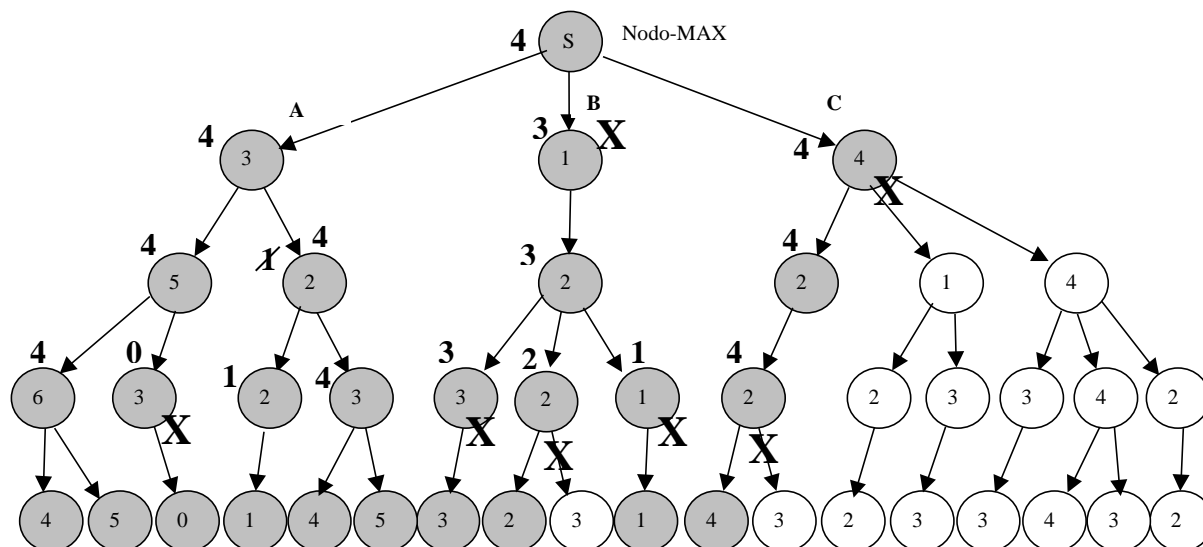 4 S Nodo-MAX
A B C
4 3 3 1 X 4 4 X
4 5 1 4 2 3 2 4 2 1 4
4 6 0 3 X 1 2 4 3 3 3 X 2 2 X 1 1 X 4 2 X 2 3 3 4 2
4 5 0 1 4 5 3 2 3 1 4 3 2 3 3 4 3 2